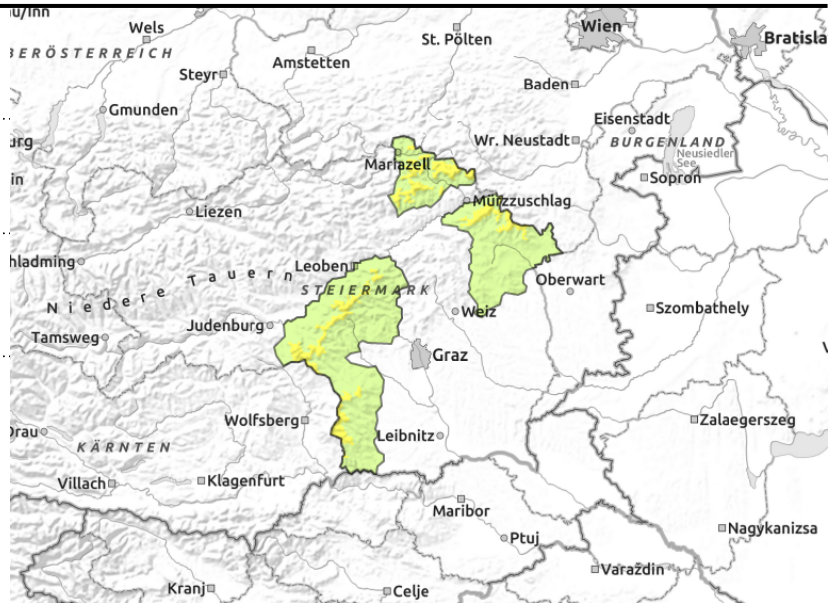 u/Inn
Wels
Wien
St. Pölten
Bratisla
BERÖSTERREICH
Amstetten
Steyr
Baden
Gmunden
Eisenstadt
Wr. Neustadt
BURGENLAND
urg
Mariazell
Neusiedler
See
in
Sopron
Mürzzuschlag
Liezen
hladming
Leoben
Niedere Tauern
STEIERMARK
Oberwart
Weiz
Szombathely
Judenburg
Tamsweg
Graz
Wolfsberg
Zalaegerszeg
Drau
KÄRNTEN
Leibnitz
Villach
Klagenfurt
Maribor
Nagykanizsa
Ptuj
Varaždin
Kranj
Celje